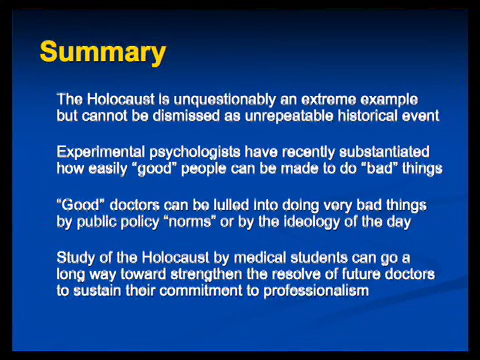 Summary
The Holocaust is unquestionably an extreme example
but cannot be dismissed as unrepeatable historical event
Experimental psychologists have recently substantiated
how easily “good” people can be made to do “bad” things
“Good” doctors can be lulled into doing very bad things
by public policy “norms” or by the ideology of the day
Study of the Holocaust by medical students can go a
long way toward strengthen the resolve of future doctors
to sustain their commitment to professionalism